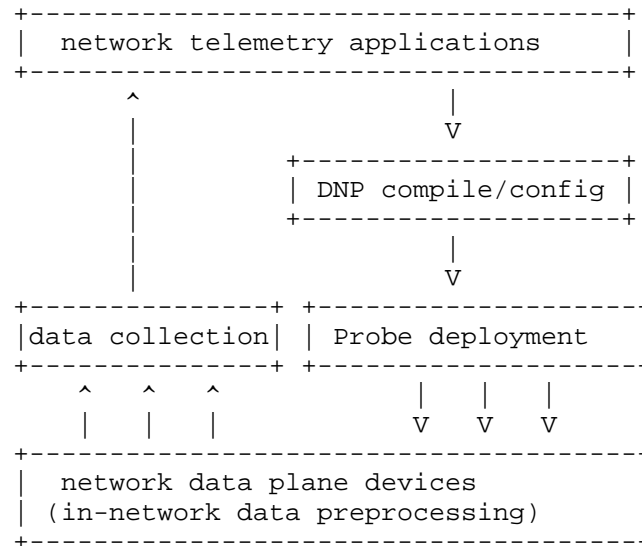 network telemetry applications
DNP compile/config
data collection
Probe deployment
network data plane devices
(in-network data preprocessing)